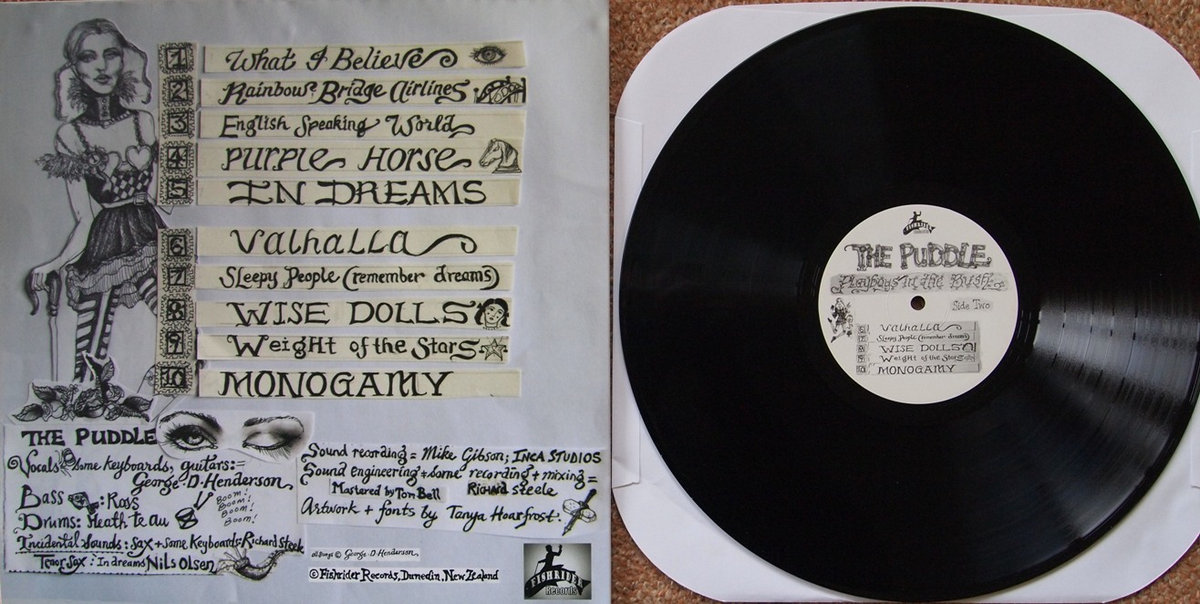 1 What I Believe
2 Rainbow Bridge Airlines
3 English Speaking World
4 PURPLE HORSE
5 IN DREAMS
6 Valhalla
7 Sleepy People (remember dreams)
8 WISE DOLLS
9 Weight of the Stars
10 MONOGAMY
THE PUDDLE
Vocals, some keyboards, guitars:=
George D. Henderson
Bass : Ross
Drums: Heath te au
BOOM!
BOOM!
BOOM!
BOOM!
Incidental Sounds: Sax + Some Keyboards: Richard Steele
Tenor Sax : In dreams Nils Olsen
Sound recording = Mike Gibson; INCA STUDIOS
Sound engineering + some recording + mixing =
Mastered by Tom Bell Richard Steele
Artwork + fonts by Tanya Hoarfrost.
all songs © George D Henderson.
© Fishrider Records, Dunedin, New Zealand
FISHRIDER
Records
FISHRIDER
THE PUDDLE
Playboys in the Bush
Side Two
6 Valhalla
7 Sleepy People (remember dreams)
8 WISE DOLLS
9 Weight of the Stars
10 MONOGAMY